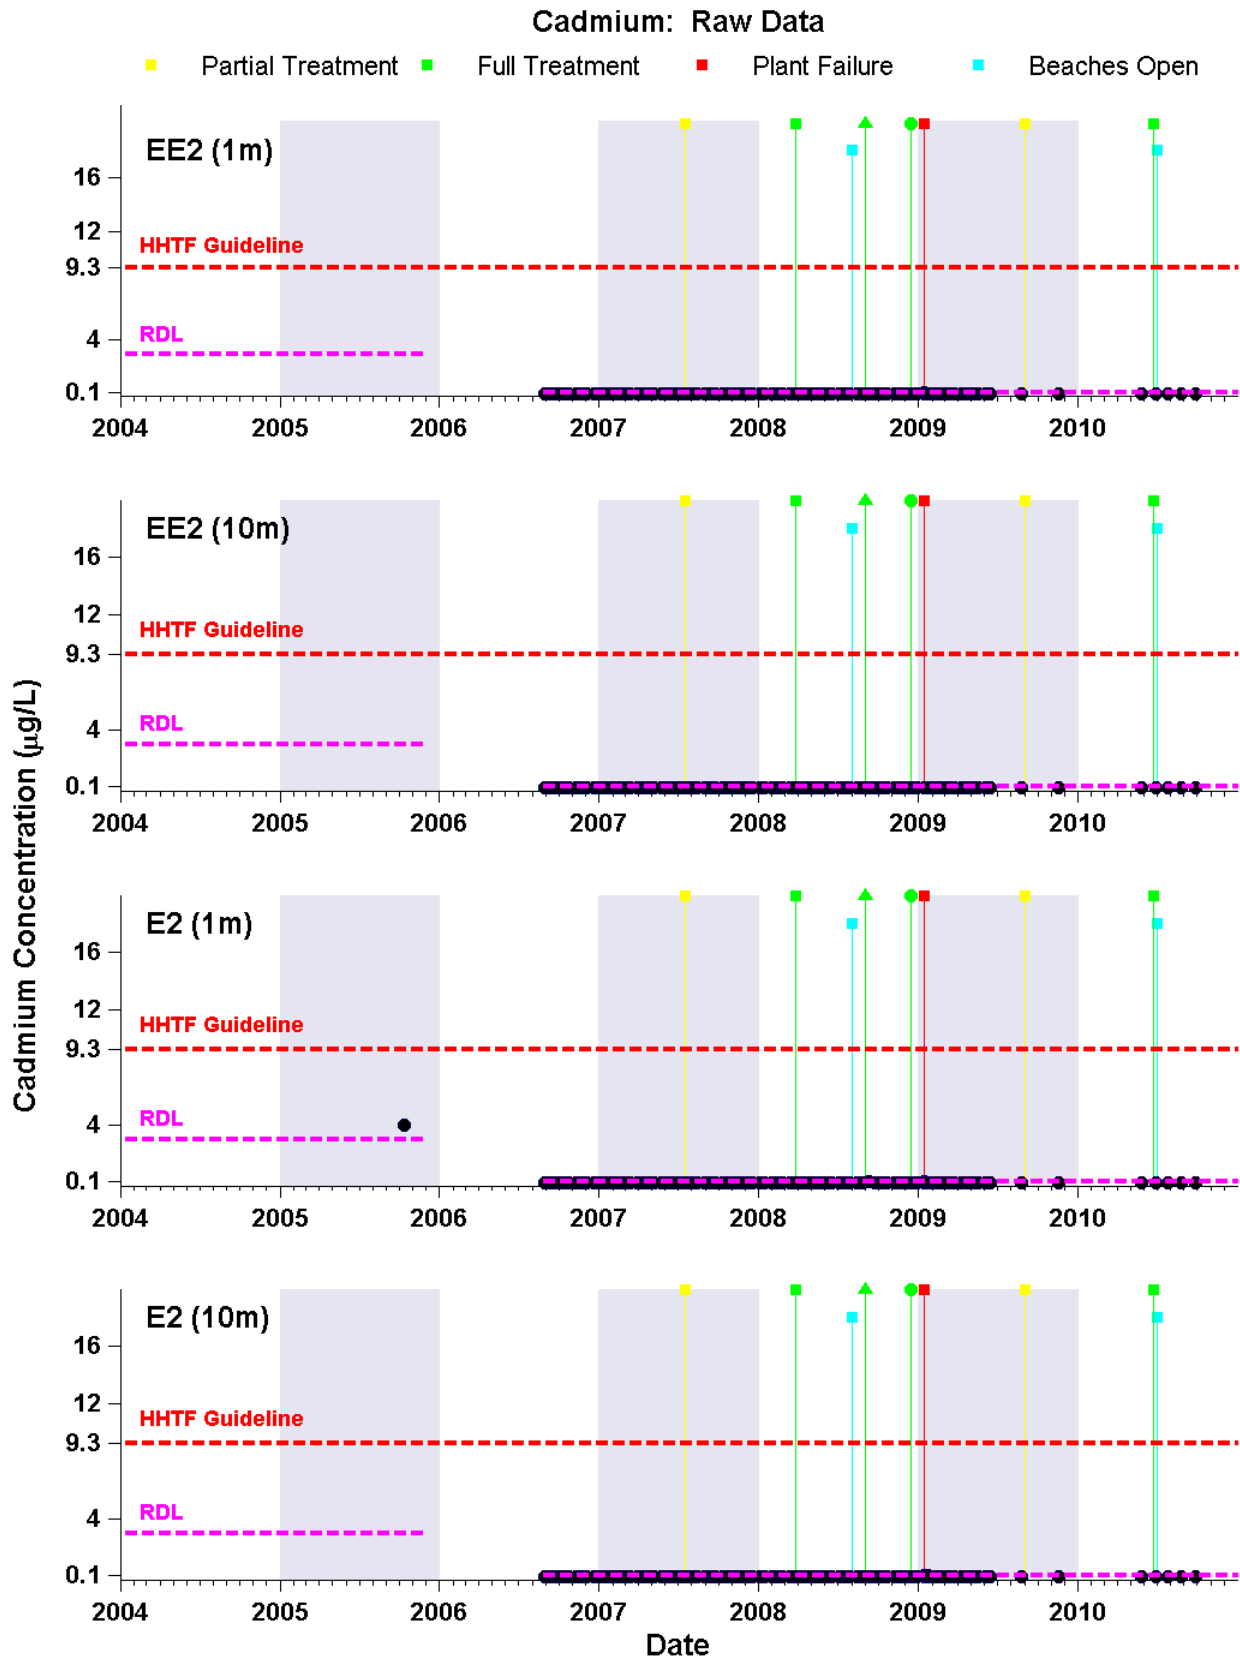 Cadmium: Raw Data
Partial Treatment Full Treatment Plant Failure Beaches Open
EE2 (1m)
16
12
HHTF Guideline
9.3
RDL
4
0.1
2004 2005 2006 2007 2008 2009 2010
EE2 (10m)
16
12
HHTF Guideline
9.3
RDL
4
0.1
2004 2005 2006 2007 2008 2009 2010
Cadmium Concentration (µg/L)
E2 (1m)
16
12
HHTF Guideline
9.3
RDL
4
0.1
2004 2005 2006 2007 2008 2009 2010
E2 (10m)
16
12
HHTF Guideline
9.3
RDL
4
0.1
2004 2005 2006 2007 2008 2009 2010
Date